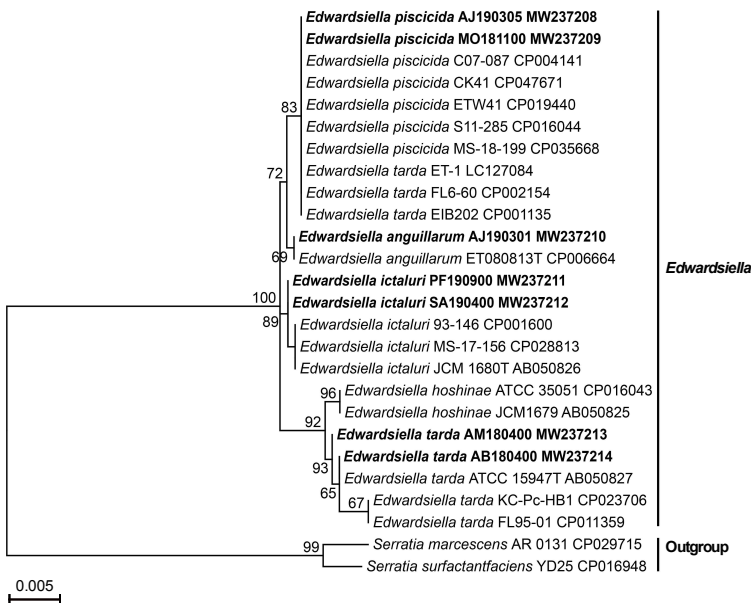 Edwardsiella piscicida AJ190305 MW237208
Edwardsiella piscicida MO181100 MW237209
Edwardsiella piscicida C07-087 CP004141
Edwardsiella piscicida CK41 CP047671
Edwardsiella piscicida ETW41 CP019440
83
Edwardsiella piscicida S11-285 CP016044
Edwardsiella piscicida MS-18-199 CP035668
Edwardsiella tarda ET-1 LC127084
72
Edwardsiella tarda FL6-60 CP002154
Edwardsiella tarda EIB202 CP001135
Edwardsiella anguillarum AJ190301 MW237210
69
Edwardsiella anguillarum ET080813T CP006664
Edwardsiella
Edwardsiella ictaluri PF190900 MW237211
100
Edwardsiella ictaluri SA190400 MW237212
89
Edwardsiella ictaluri 93-146 CP001600
Edwardsiella ictaluri MS-17-156 CP028813
Edwardsiella ictaluri JCM 1680T AB050826
96
Edwardsiella hoshinae ATCC 35051 CP016043
Edwardsiella hoshinae JCM1679 AB050825
92
Edwardsiella tarda AM180400 MW237213
Edwardsiella tarda AB180400 MW237214
93
Edwardsiella tarda ATCC 15947T AB050827
65
67
Edwardsiella tarda KC-Pc-HB1 CP023706
Edwardsiella tarda FL95-01 CP011359
99
Serratia marcescens AR 0131 CP029715
Outgroup
Serratia surfactantfaciens YD25 CP016948
0.005